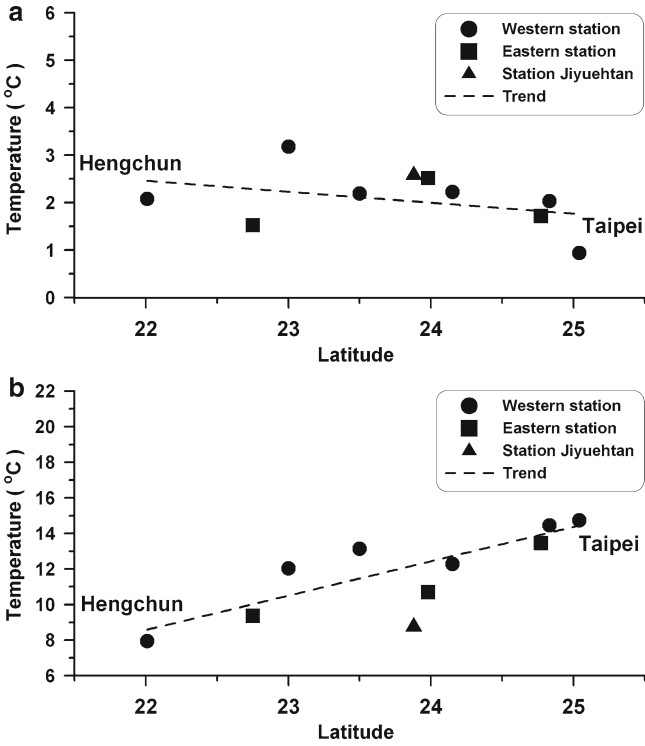 a
6
5
4
3
2
1
0
Temperature ( °C )
Western station
Eastern station
Station Jiyuehtan
Trend
Hengchun
Taipei
22 23 24 25
Latitude
b
22
20
18
16
14
12
10
8
6
Temperature ( °C )
Western station
Eastern station
Station Jiyuehtan
Trend
Hengchun
Taipei
22 23 24 25
Latitude